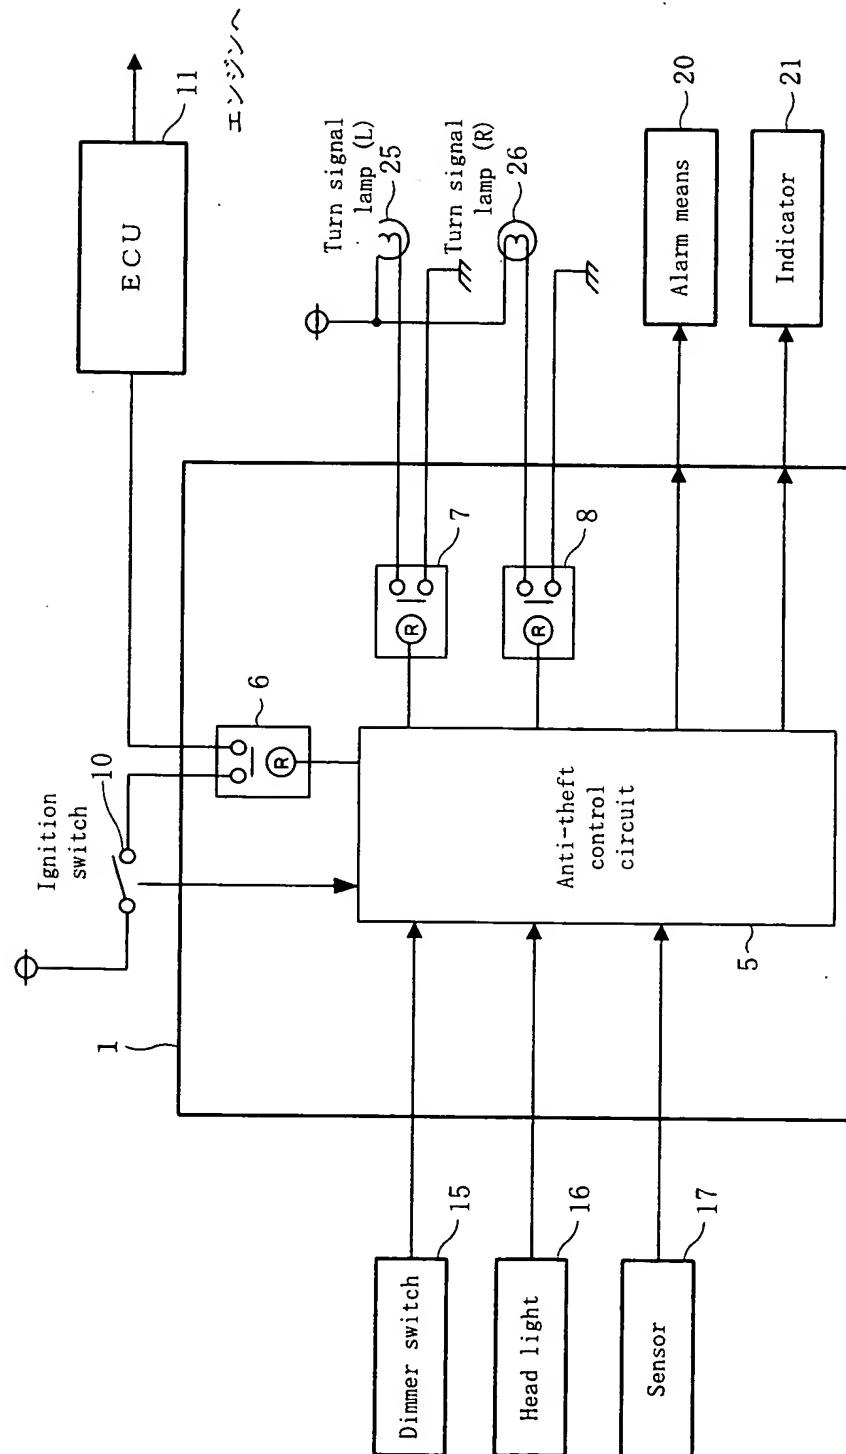 Ignition
switch
10
ECU
11
エンジンへ
1
6
Turn signal
lamp (L)
25
Turn signal
lamp (R)
26
R
R
7
R
8
Dimmer switch
15
Head light
16
Sensor
17
Anti-theft
control
circuit
5
Alarm means
20
Indicator
21